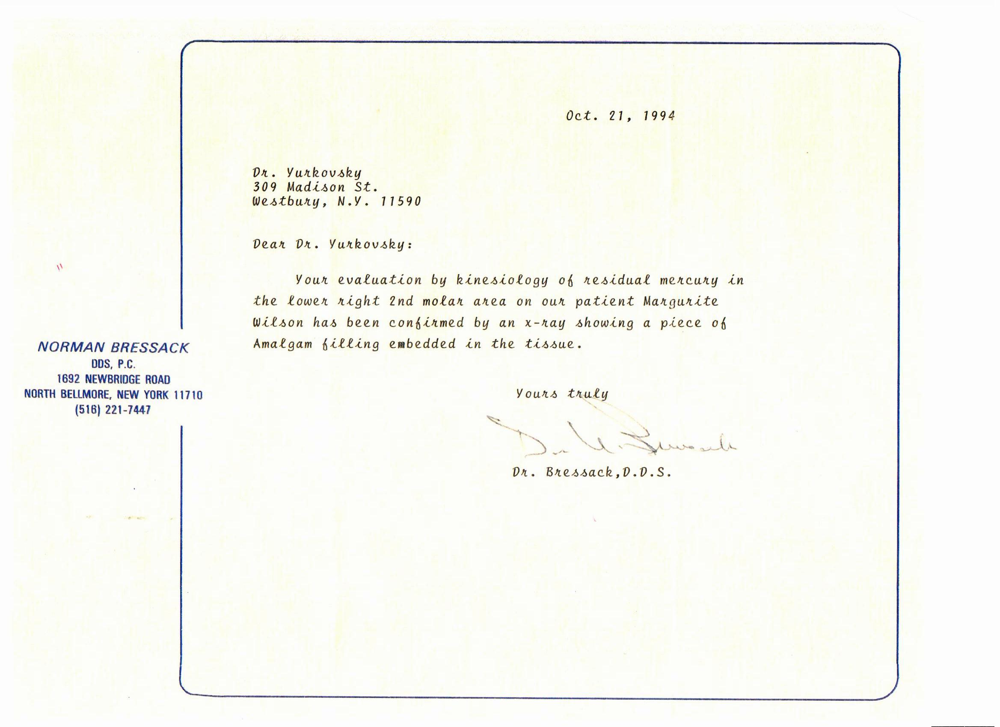 Oct. 21, 1994
Dr. Yurkovsky
309 Madison St.
Westbury, N.Y. 11590
Dear Dr. Yurkovsky:
Your evaluation by kinesiology of residual mercury in
the lower right 2nd molar area on our patient Margurite
Wilson has been confirmed by an x-ray showing a piece of
Amalgam filling embedded in the tissue.
NORMAN BRESSACK
DDS, P.C.
1692 NEWBRIDGE ROAD
NORTH BELLMORE, NEW YORK 11710
(516) 221-7447
Yours truly
Dr N. Bressack
Dr. Bressack,D.D.S.